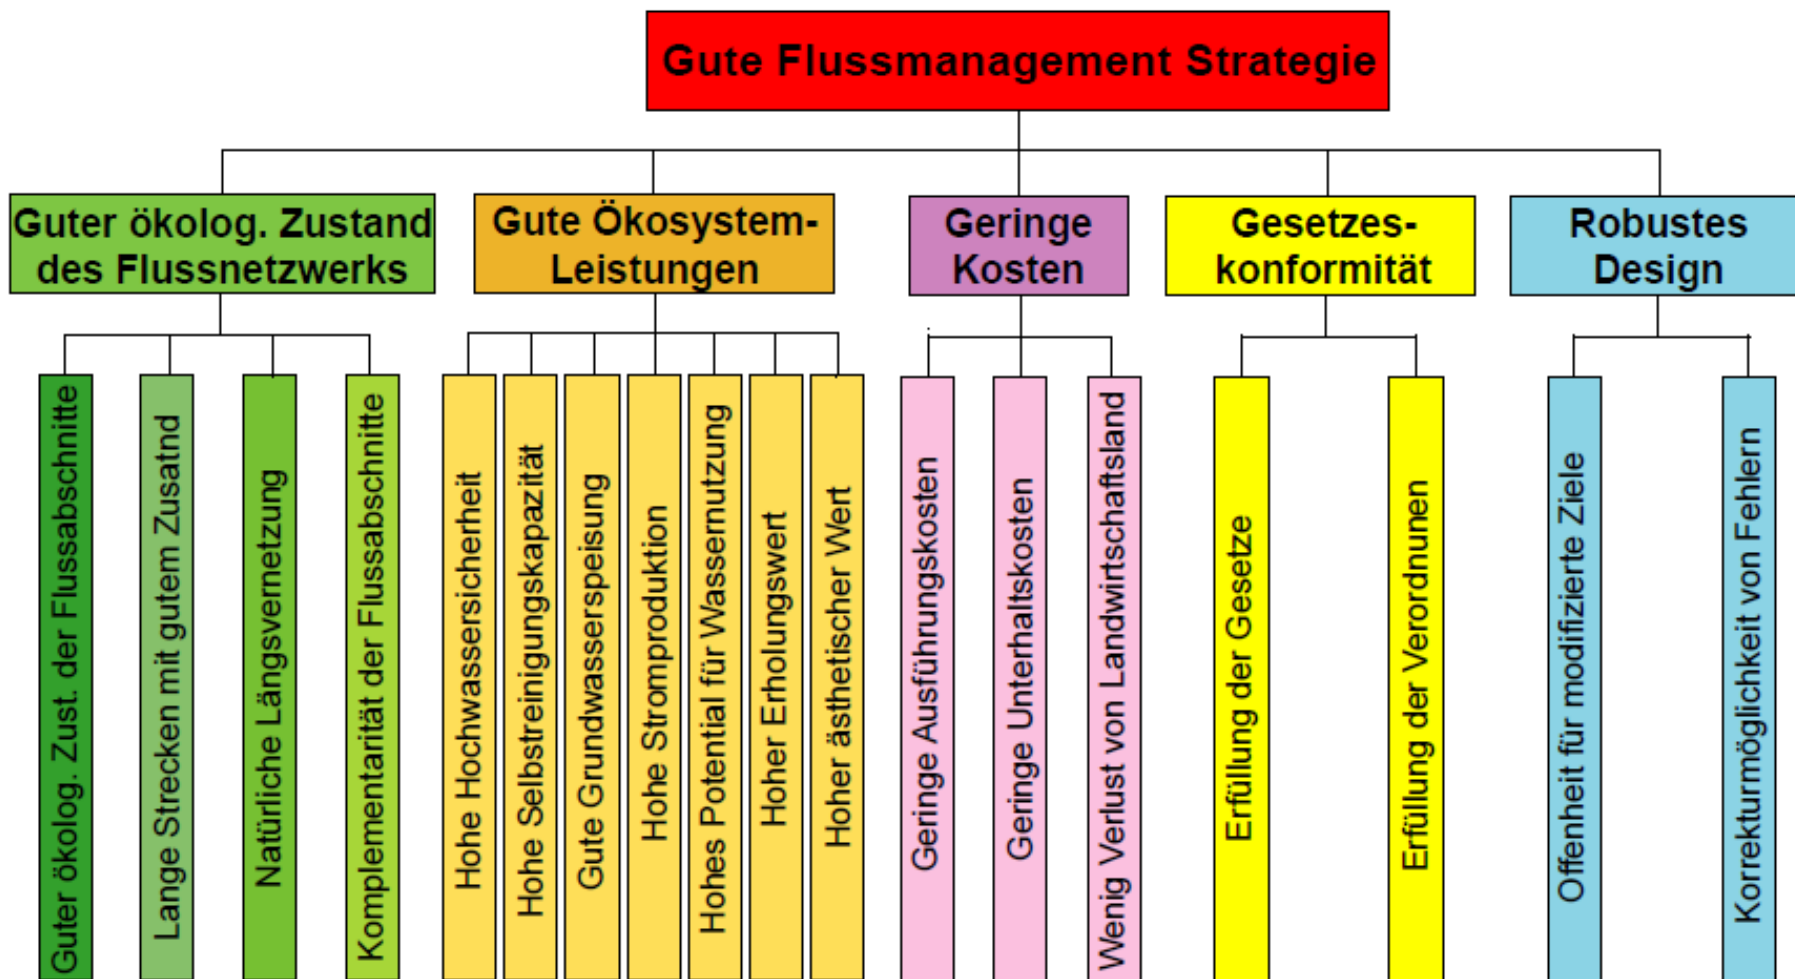 Gute Flussmanagement Strategie
Guter ökolog. Zustand
des Flussnetzwerks
Gute Ökosystem-
Leistungen
Geringe
Kosten
Gesetzes-
konformität
Robustes
Design
Guter ökolog. Zust. der Flussabschnitte
Lange Strecken mit gutem Zusatnd
Natürliche Längsvernetzung
Komplementarität der Flussabschnitte
Hohe Hochwassersicherheit
Hohe Selbstreinigungskapazität
Gute Grundwasserspeisung
Hohe Stromproduktion
Hohes Potential für Wassernutzung
Hoher Erholungswert
Hoher ästhetischer Wert
Geringe Ausführungskosten
Geringe Unterhaltskosten
Wenig Verlust von Landwirtschaftsland
Erfüllung der Gesetze
Erfüllung der Verordnunen
Offenheit für modifizierte Ziele
Korrekturmöglichkeit von Fehlern